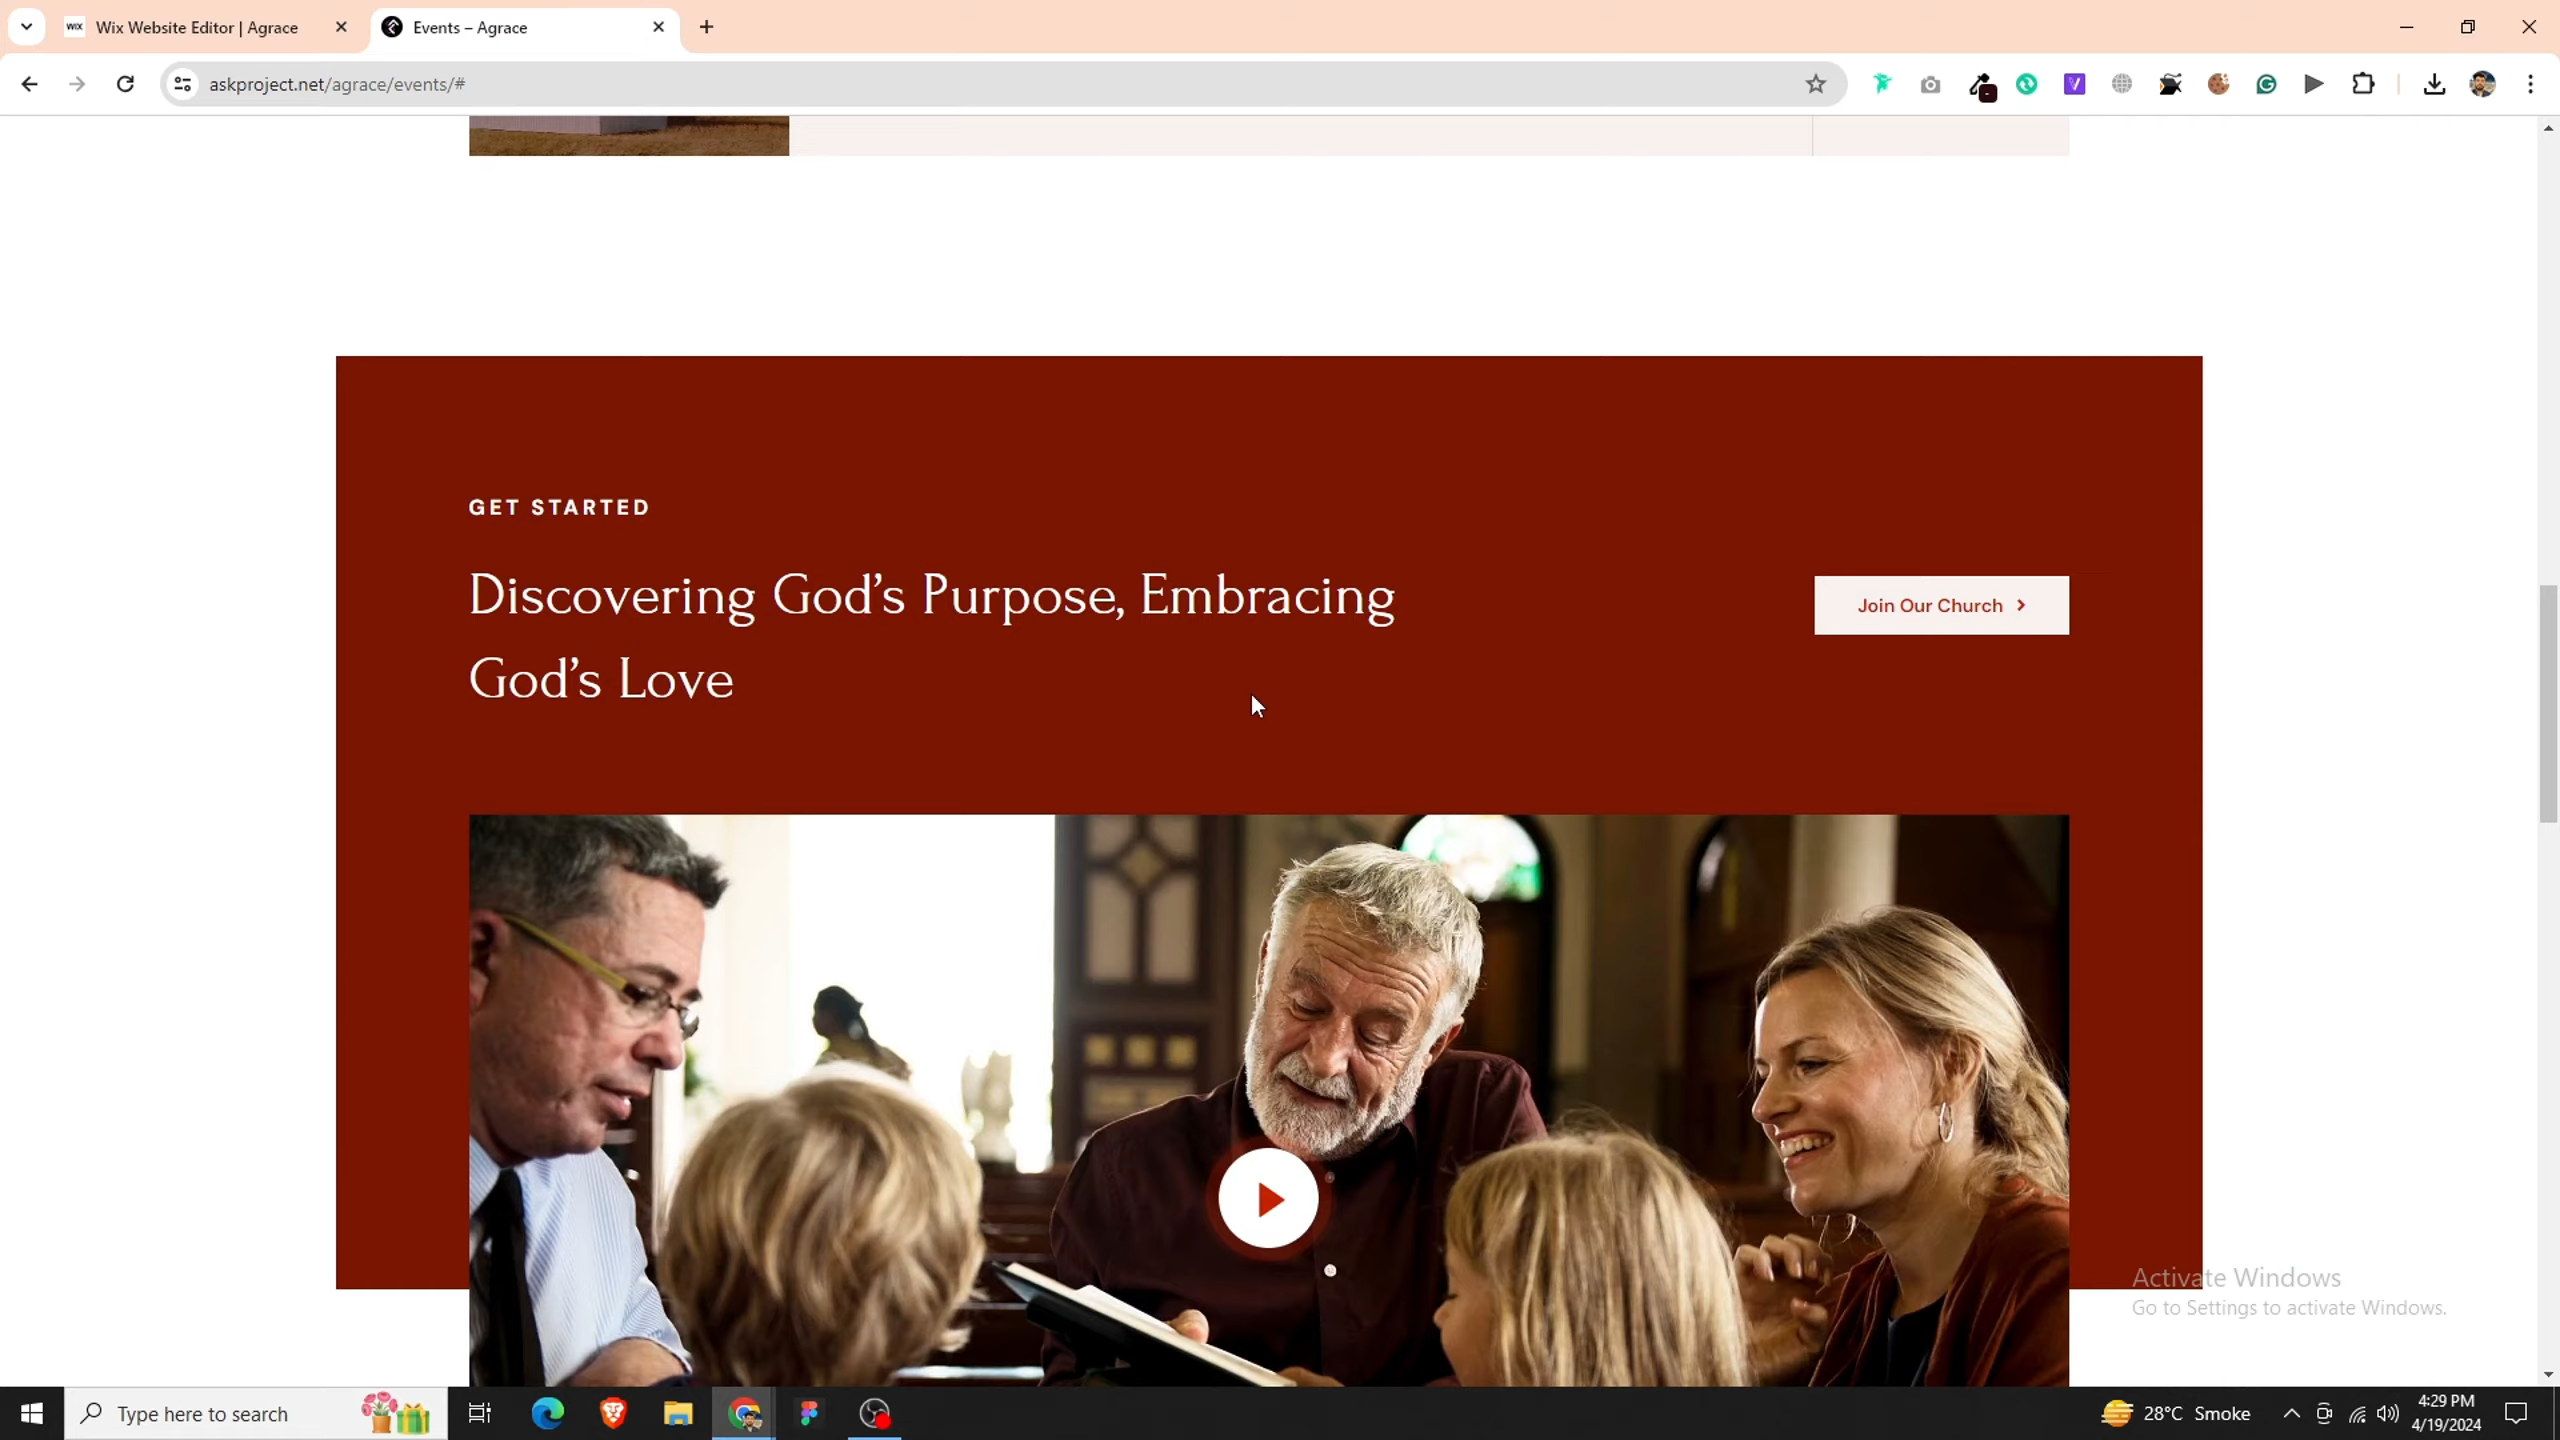 WIX Wix Website Editor | Agrace
Events – Agrace
askproject.net/agrace/events/#
GET STARTED
Discovering God's Purpose, Embracing
God's Love
Join Our Church
Activate Windows
Go to Settings to activate Windows.
Type here to search
28°C Smoke
4:29 PM
4/19/2024